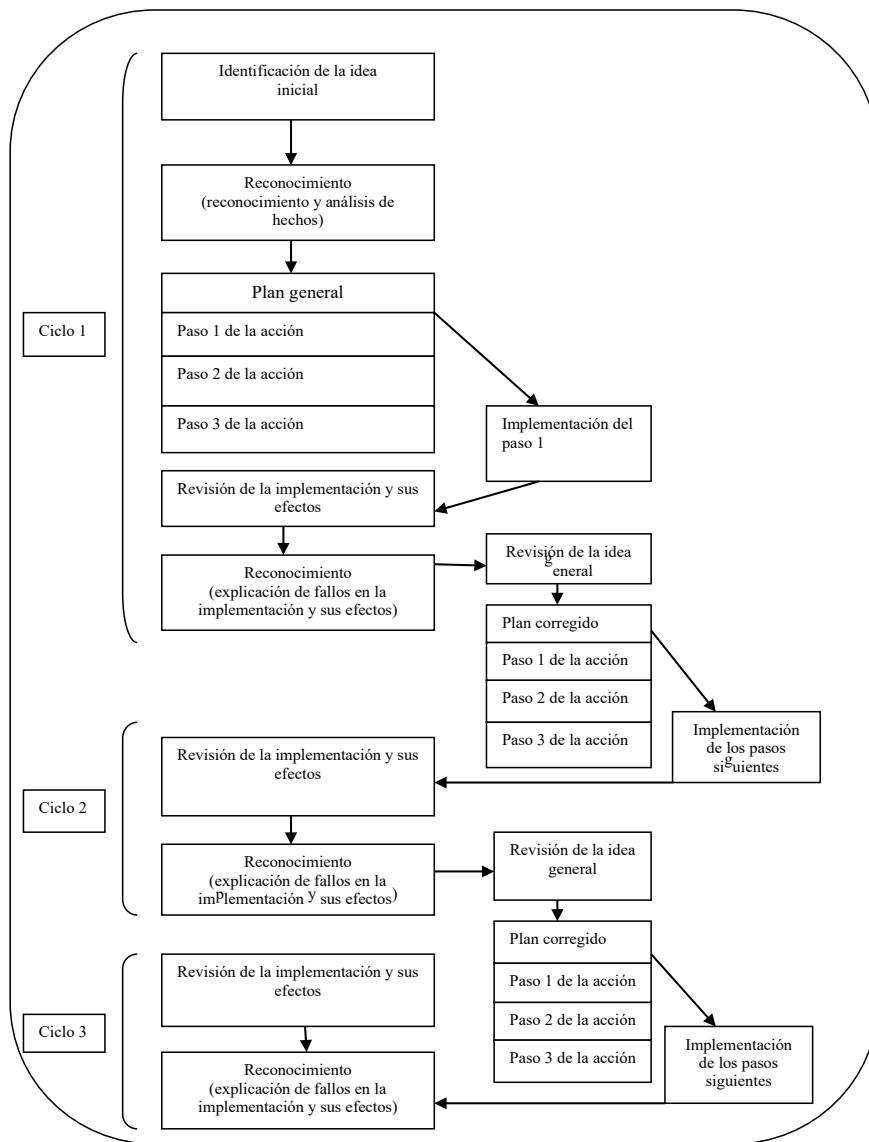 Identificación de la idea
inicial
Reconocimiento
(reconocimiento y análisis de
hechos)
Plan general
Ciclo 1
Paso 1 de la acción
Paso 2 de la acción
Paso 3 de la acción
Implementación del
paso 1
Revisión de la implementación y sus
efectos
Reconocimiento
(explicación de fallos en la
implementación y sus efectos)
Revisión de la idea
general
Plan corregido
Paso 1 de la acción
Paso 2 de la acción
Paso 3 de la acción
Implementación
de los pasos
siguientes
Revisión de la implementación y sus
efectos
Ciclo 2
Reconocimiento
(explicación de fallos en la
implementación y sus efectos)
Revisión de la idea
general
Plan corregido
Paso 1 de la acción
Paso 2 de la acción
Paso 3 de la acción
Implementación
de los pasos
siguientes
Revisión de la implementación y sus
efectos
Ciclo 3
Reconocimiento
(explicación de fallos en la
implementación y sus efectos)